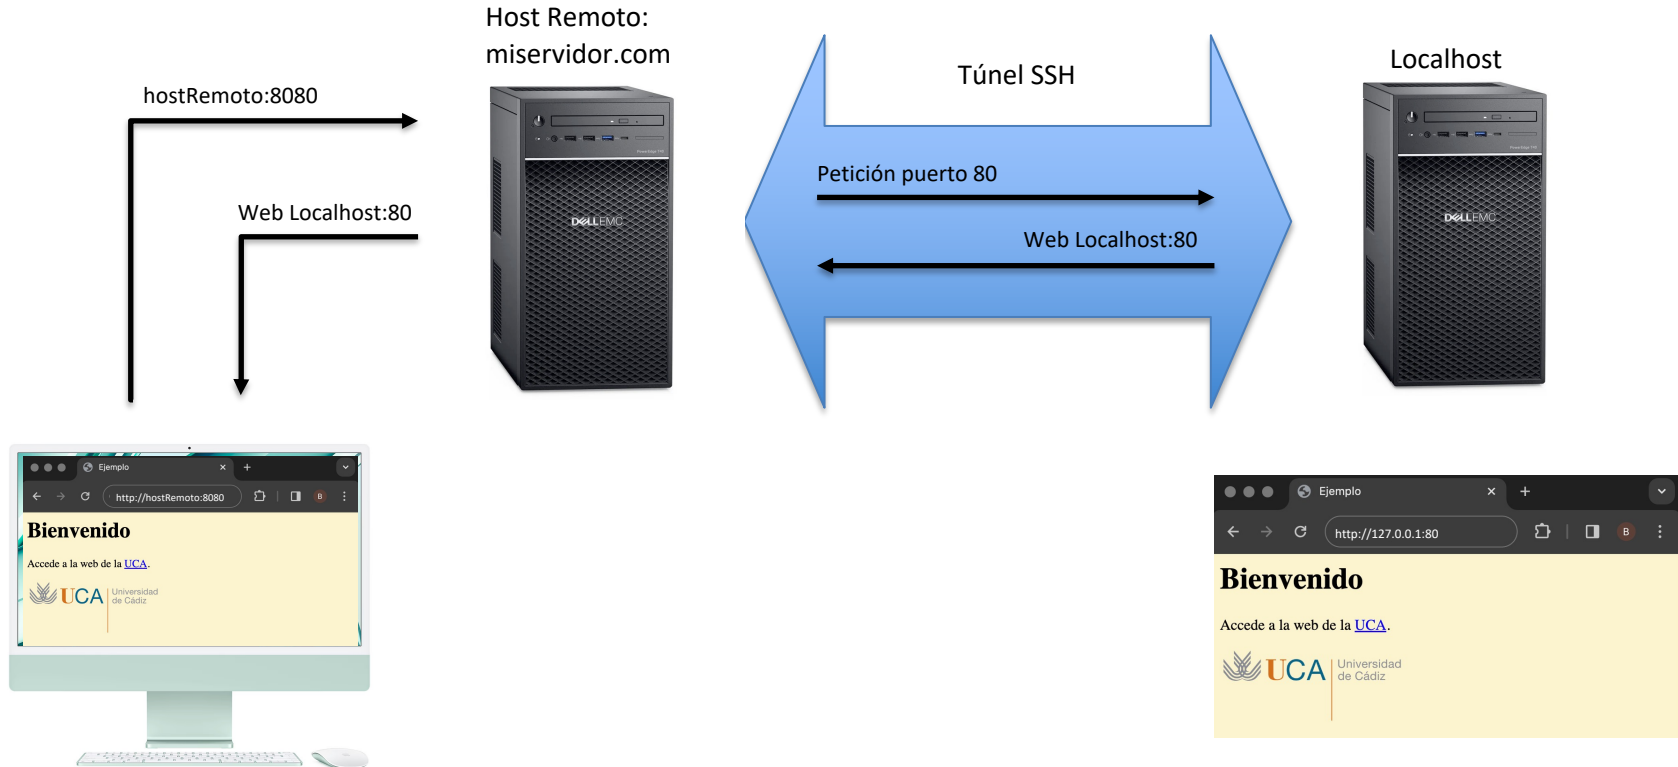 Host Remoto:
miservidor.com
Túnel SSH
Localhost
hostRemoto:8080
Petición puerto 80
Web Localhost:80
Web Localhost:80
DELLEMC
DELLEMC
Ejemplo
http://hostRemoto:8080
B
Bienvenido
Accede a la web de la UCA.
UCA
Universidad
de Cádiz
Ejemplo
http://127.0.0.1:80
B
Bienvenido
Accede a la web de la UCA.
UCA
Universidad
de Cádiz